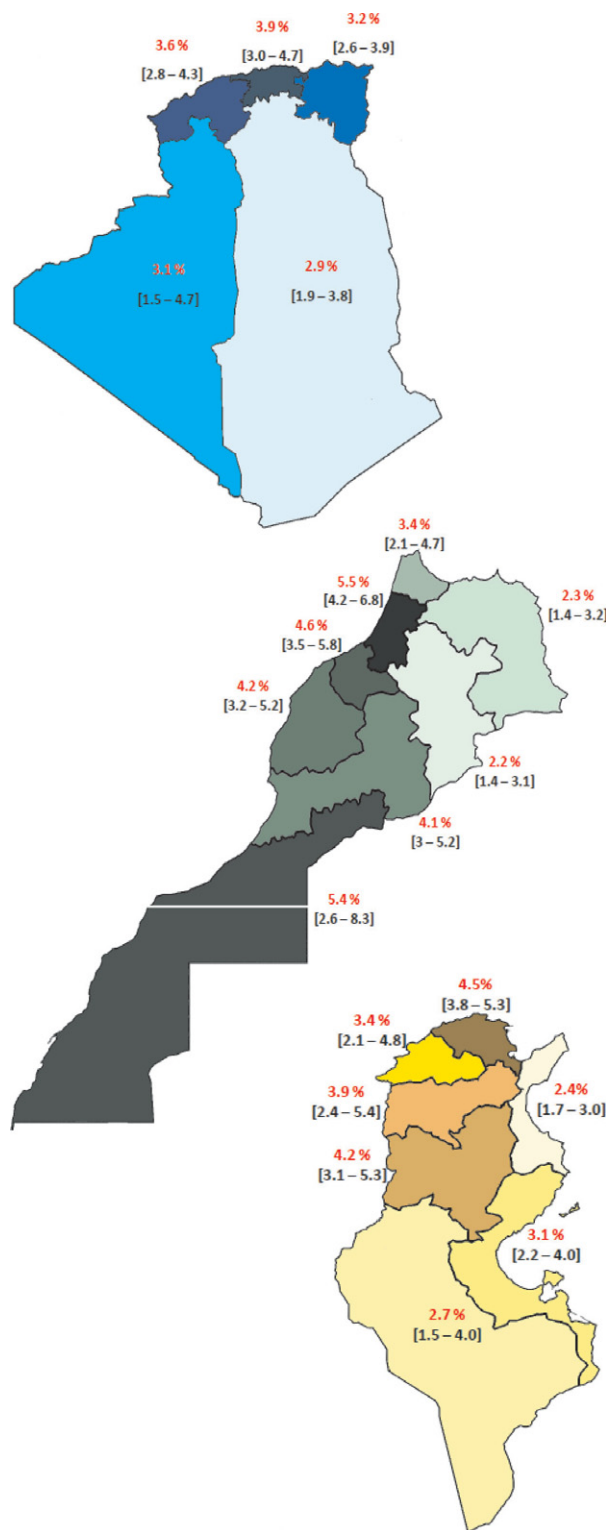 3.6 %
[2.8 – 4.3]
3.9 %
[3.0 – 4.7]
3.2 %
[2.6 – 3.9]
3.1 %
[1.5 – 4.7]
2.9 %
[1.9 – 3.8]
3.4 %
[2.1 – 4.7]
5.5 %
[4.2 – 6.8]
2.3 %
[1.4 – 3.2]
4.6 %
[3.5 – 5.8]
4.2 %
[3.2 – 5.2]
2.2 %
[1.4 – 3.1]
4.1 %
[3 – 5.2]
5.4 %
[2.6 – 8.3]
4.5%
[3.8 – 5.3]
3.4 %
[2.1 – 4.8]
3.9 %
[2.4 – 5.4]
2.4%
[1.7 – 3.0]
4.2 %
[3.1 – 5.3]
3.1 %
[2.2 – 4.0]
2.7 %
[1.5 – 4.0]